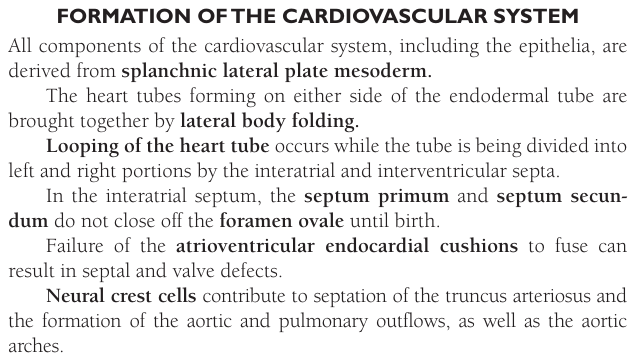 FORMATION OF THE CARDIOVASCULAR SYSTEM
All components of the cardiovascular system, including the epithelia, are
derived from splanchnic lateral plate mesoderm.
The heart tubes forming on either side of the endodermal tube are
brought together by lateral body folding.
Looping of the heart tube occurs while the tube is being divided into
left and right portions by the interatrial and interventricular septa.
In the interatrial septum, the septum primum and septum secun-
dum do not close off the foramen ovale until birth.
Failure of the atrioventricular endocardial cushions to fuse can
result in septal and valve defects.
Neural crest cells contribute to septation of the truncus arteriosus and
the formation of the aortic and pulmonary outflows, as well as the aortic
arches.